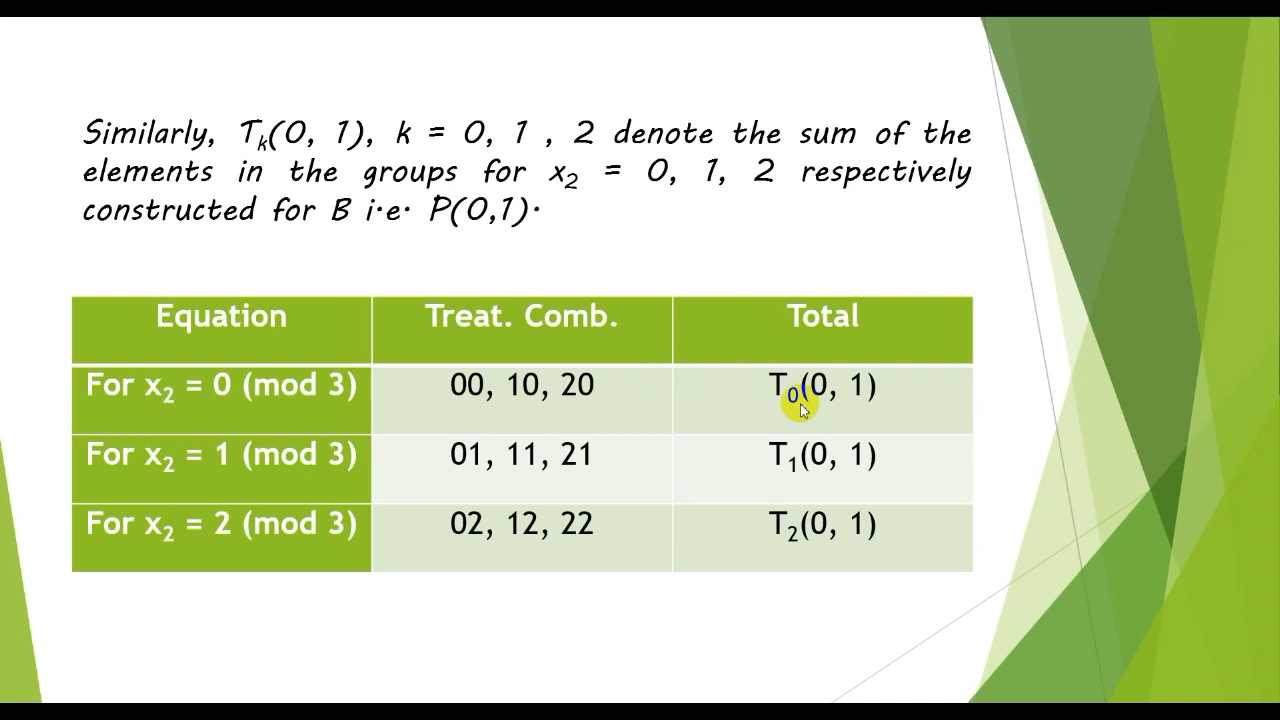 Similarly, Tₖ(0, 1), k = 0, 1 , 2 denote the sum of the
elements in the groups for x₂ = 0, 1, 2 respectively
constructed for B i.e. P(0,1).
Equation Treat. Comb. Total
For x₂ = 0 (mod 3) 00, 10, 20 T₀(0, 1)
For x₂ = 1 (mod 3) 01, 11, 21 T₁(0, 1)
For x₂ = 2 (mod 3) 02, 12, 22 T₂(0, 1)